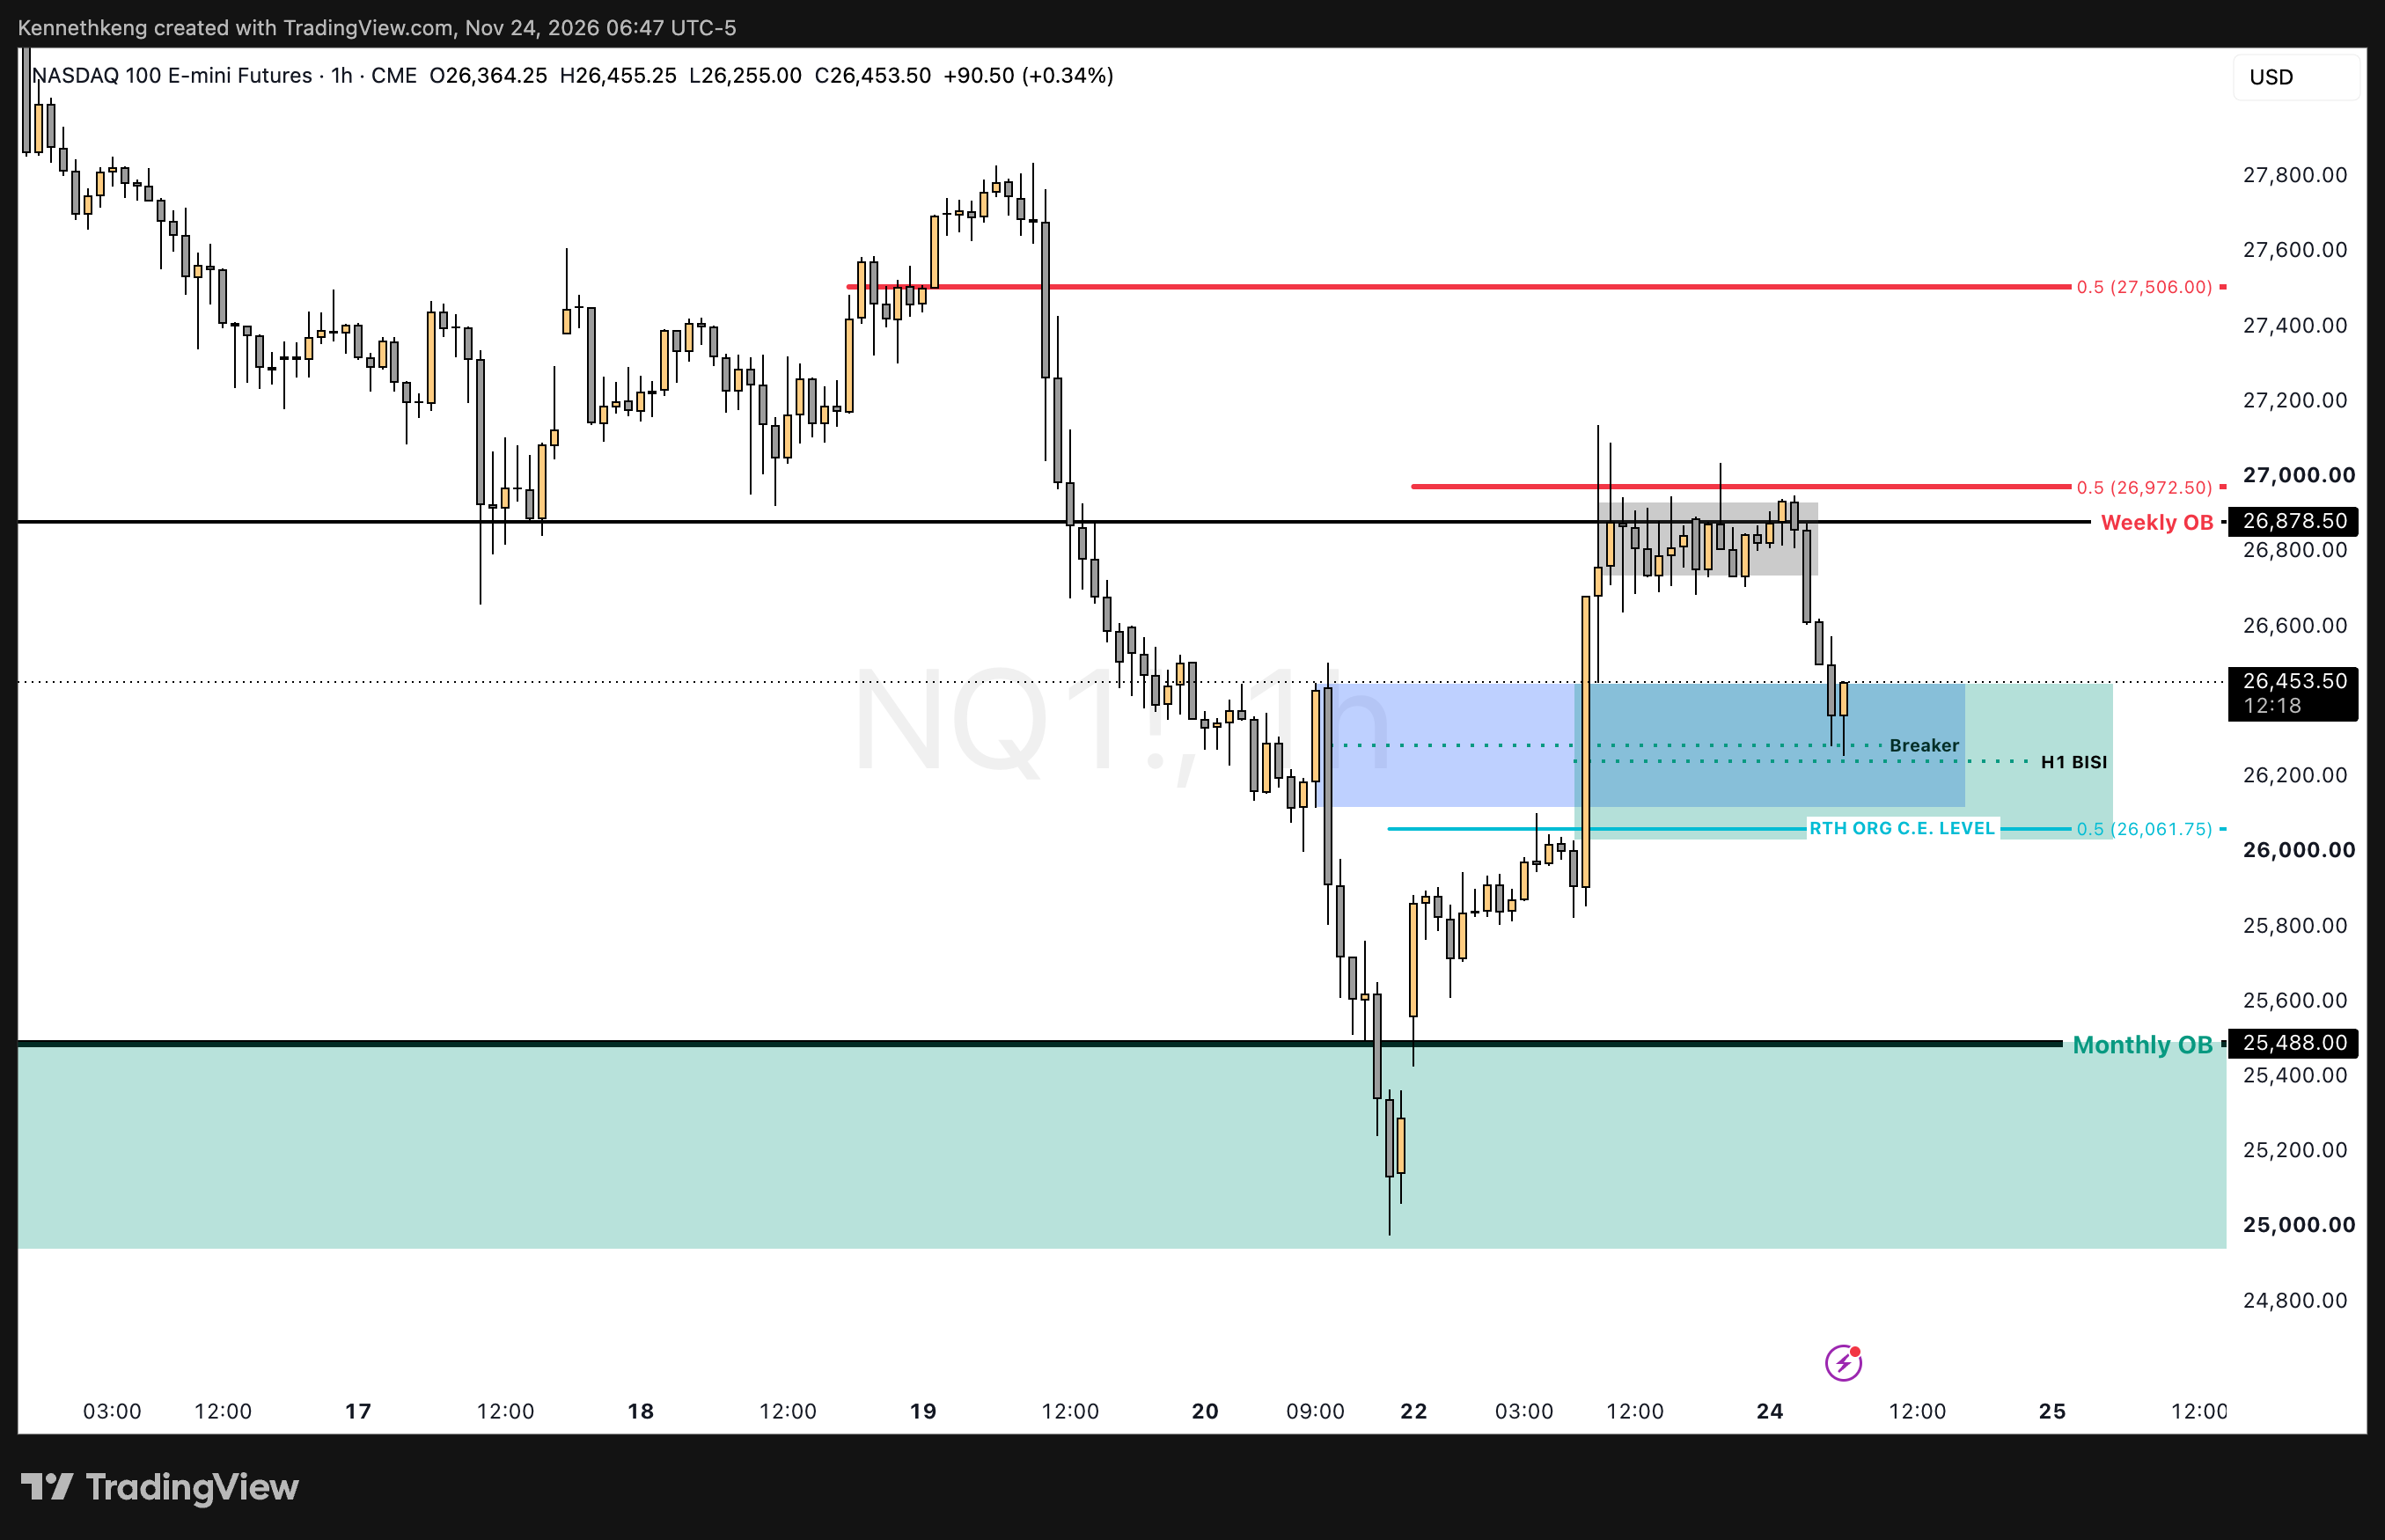 Kennethkeng created with TradingView.com, Nov 24, 2026 06:47 UTC-5
NASDAQ 100 E-mini Futures · 1h · CME O26,364.25 H26,455.25 L26,255.00 C26,453.50 +90.50 (+0.34%)
USD
27,800.00
27,600.00
0.5 (27,506.00)
27,400.00
27,200.00
27,000.00
0.5 (26,972.50)
Weekly OB 26,878.50
26,800.00
26,600.00
26,453.50
12:18
NQ1!, 1h
Breaker
H1 BISI
26,200.00
RTH ORG C.E. LEVEL 0.5 (26,061.75)
26,000.00
25,800.00
25,600.00
Monthly OB 25,488.00
25,400.00
25,200.00
25,000.00
24,800.00
03:00 12:00 17 12:00 18 12:00 19 12:00 20 09:00 22 03:00 12:00 24 12:00 25 12:00
TradingView